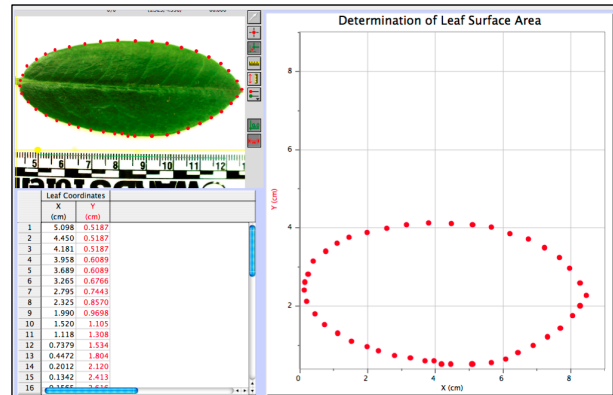 Determination of Leaf Surface Area
5 6 7 8 9 10 11 12
Leaf Coordinates
X Y
(cm) (cm)
1 5.098 0.5187
2 4.450 0.5187
3 4.181 0.5187
4 3.958 0.6089
5 3.689 0.6089
6 3.265 0.6766
7 2.795 0.7443
8 2.325 0.8570
9 1.990 0.9698
10 1.520 1.105
11 1.118 1.308
12 0.7379 1.534
13 0.4472 1.804
14 0.2012 2.120
15 0.1342 2.413
16
8
6
4
2
Y (cm)
0 2 4 6 8
X (cm)